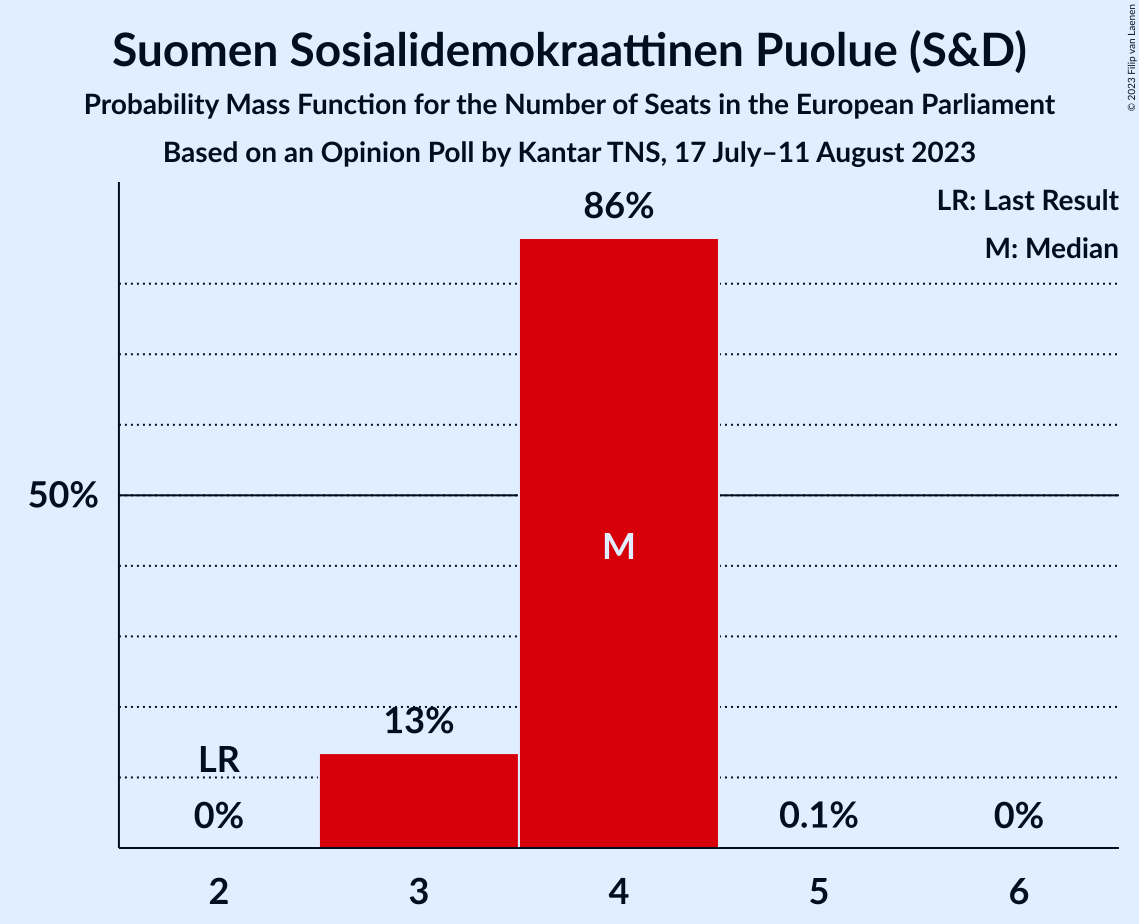 Suomen Sosialidemokraattinen Puolue (S&D)
Probability Mass Function for the Number of Seats in the European Parliament
Based on an Opinion Poll by Kantar TNS, 17 July–11 August 2023
© 2023 Filip van Laenen
LR: Last Result
M: Median
86%
50%
M
13%
LR
0%
0.1%
0%
2
3
4
5
6